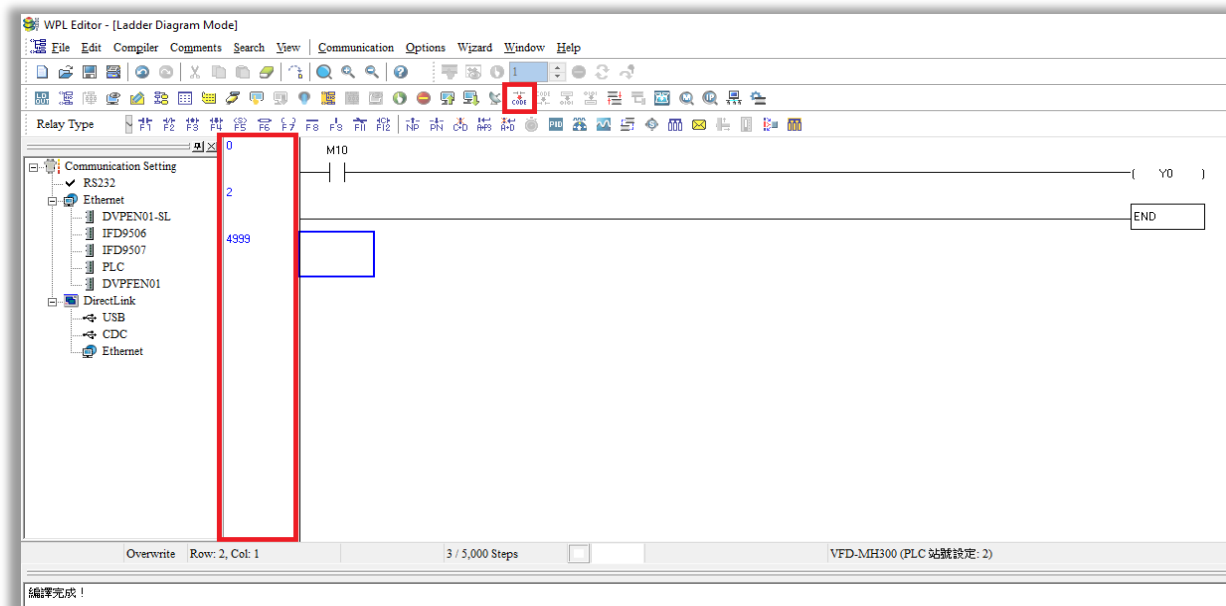 WPL Editor - [Ladder Diagram Mode]
File Edit Compiler Comments Search View Communication Options Wizard Window Help
1
CODE
Relay Type F1 F2 F3 F4 F5 F6 F7 F8 F9 F11 F12 NP PN
0
M10
Y0
Communication Setting
RS232
2
Ethernet
DVPEN01-SL
END
IFD9506
4999
IFD9507
PLC
DVPFEN01
DirectLink
USB
CDC
Ethernet
Overwrite Row: 2, Col: 1 3 / 5,000 Steps VFD-MH300 (PLC 站號設定: 2)
編譯完成！